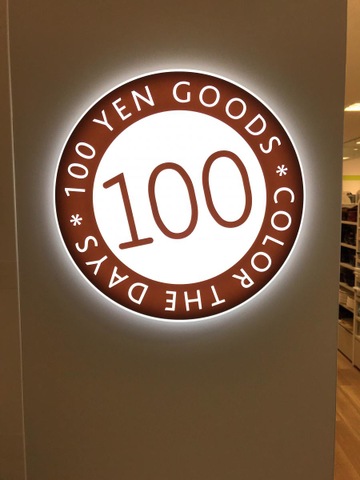 100 YEN GOODS * COLOR THE DAYS *
100